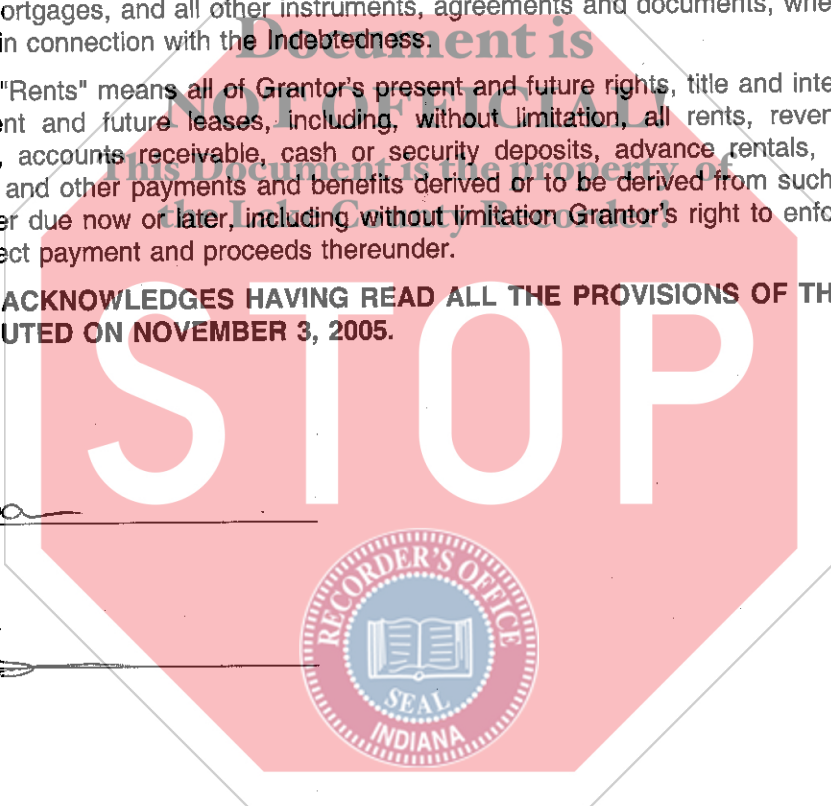 ortgages, and all other instruments, agreements and documents, whe
in connection with the Indebtedness.
Document is
"Rents" means all of Grantor's present and future rights, title and inte
NOT OFFICIAL!
nt and future leases, including, without limitation, all rents, rever
accounts receivable, cash or security deposits, advance rentals,
This Document is the property of
and other payments and benefits derived or to be derived from such
the Lake County Recorder!
er due now or later, including without limitation Grantor's right to enfo
ect payment and proceeds thereunder.
ACKNOWLEDGES HAVING READ ALL THE PROVISIONS OF TH
UTED ON NOVEMBER 3, 2005.
STOP
RECORDER'S OFFICE
SEAL
INDIANA